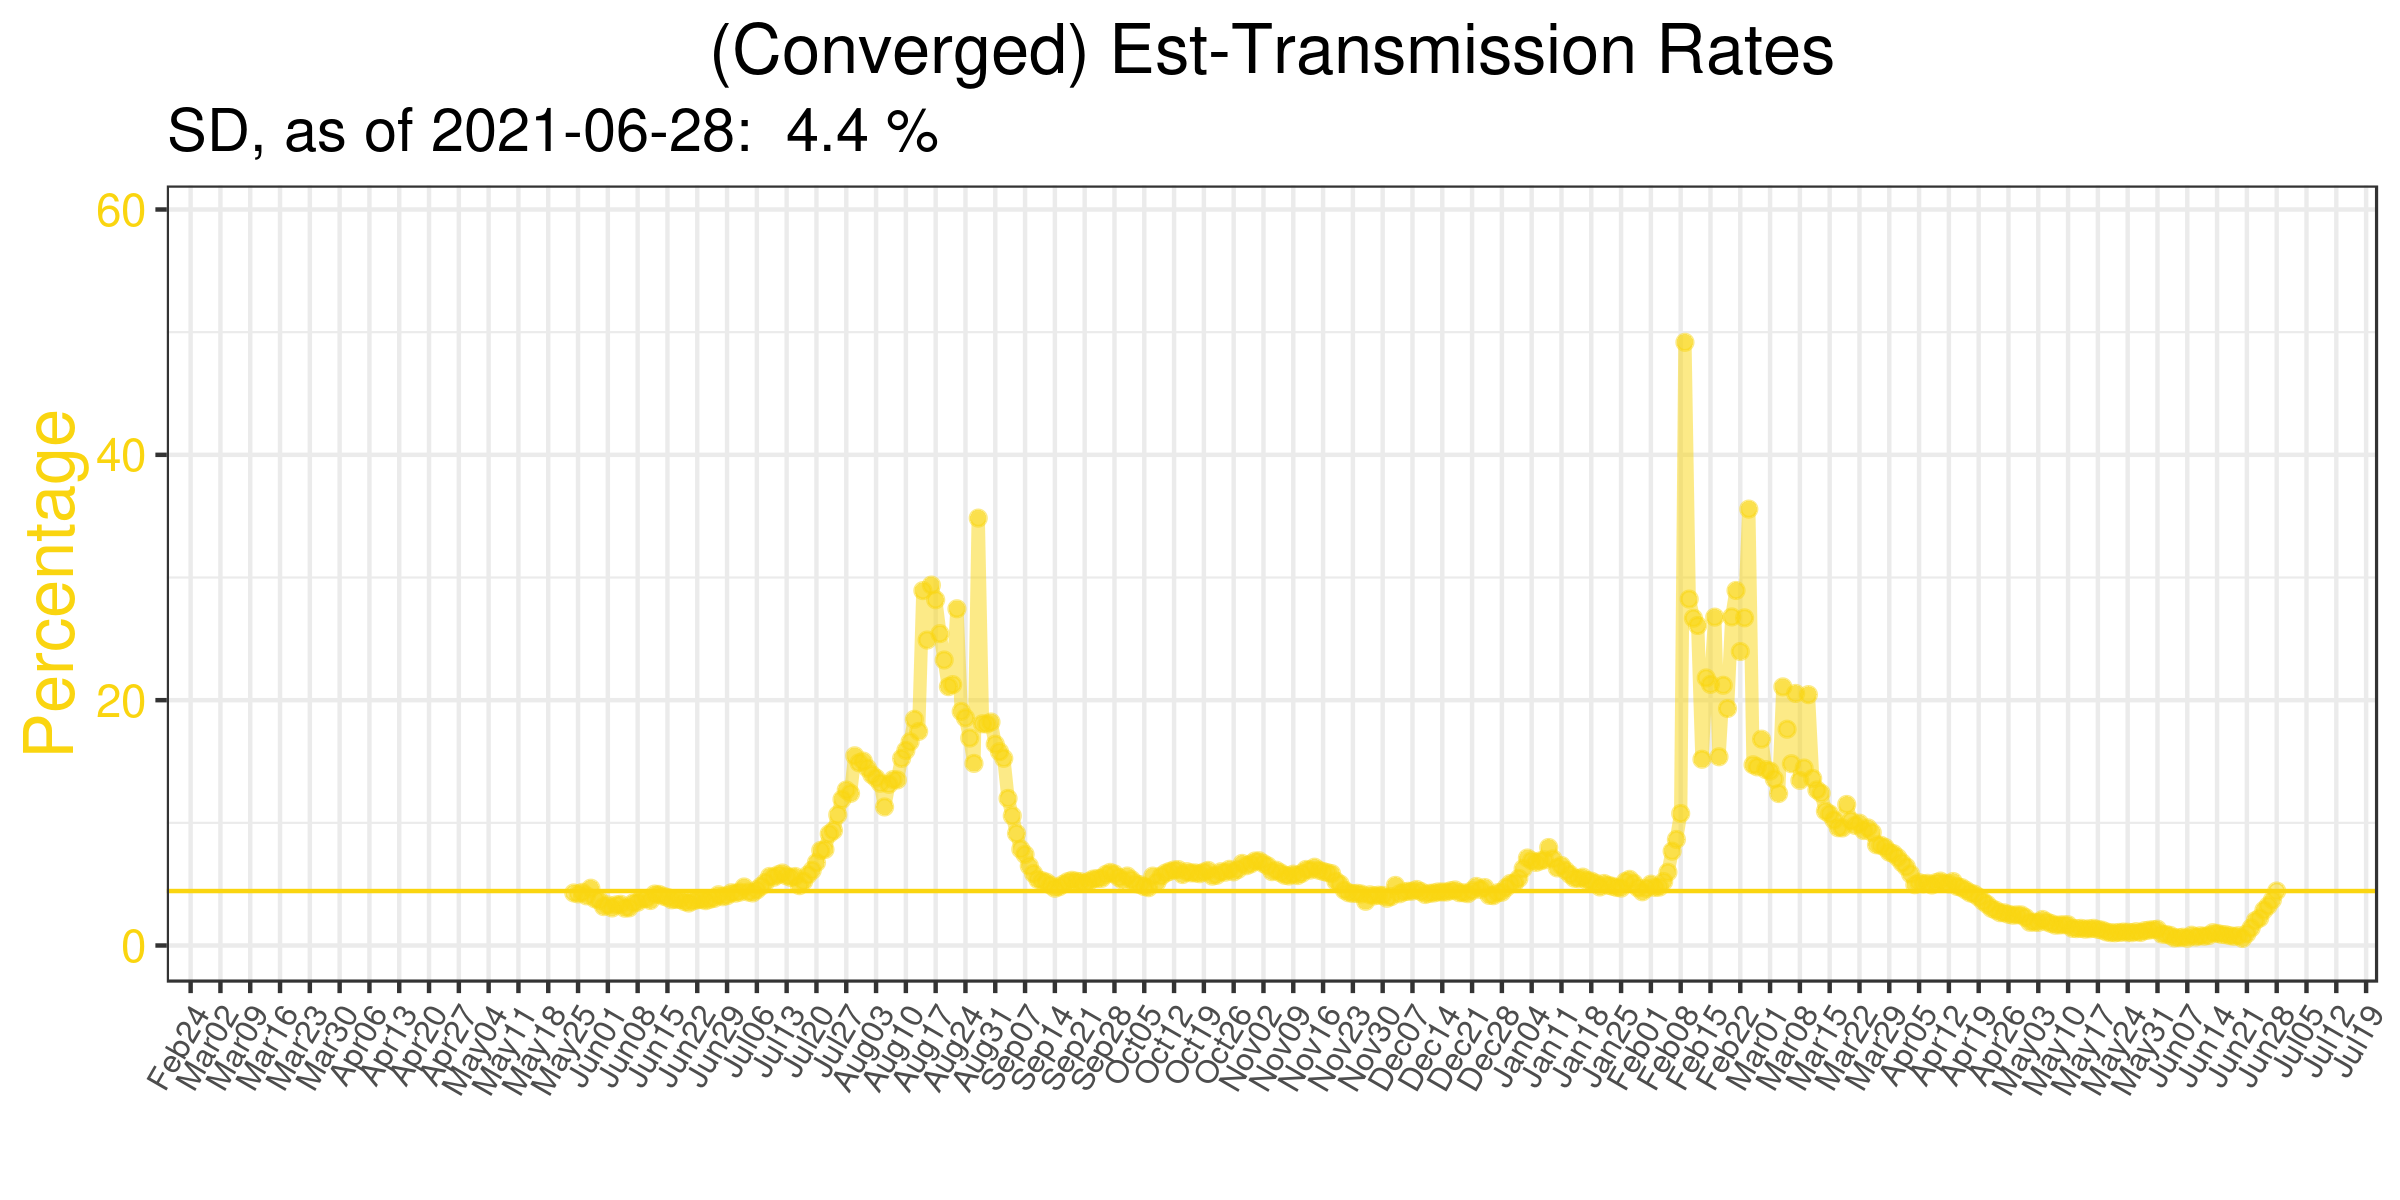 (Converged) Est-Transmission Rates
SD, as of 2021-06-28:  4.4 %
Percentage
60
40
20
0
Feb24
Mar02
Mar09
Mar16
Mar23
Mar30
Apr06
Apr13
Apr20
Apr27
May04
May11
May18
May25
Jun01
Jun08
Jun15
Jun22
Jun29
Jul06
Jul13
Jul20
Jul27
Aug03
Aug10
Aug17
Aug24
Aug31
Sep07
Sep14
Sep21
Sep28
Oct05
Oct12
Oct19
Oct26
Nov02
Nov09
Nov16
Nov23
Nov30
Dec07
Dec14
Dec21
Dec28
Jan04
Jan11
Jan18
Jan25
Feb01
Feb08
Feb15
Feb22
Mar01
Mar08
Mar15
Mar22
Mar29
Apr05
Apr12
Apr19
Apr26
May03
May10
May17
May24
May31
Jun07
Jun14
Jun21
Jun28
Jul05
Jul12
Jul19